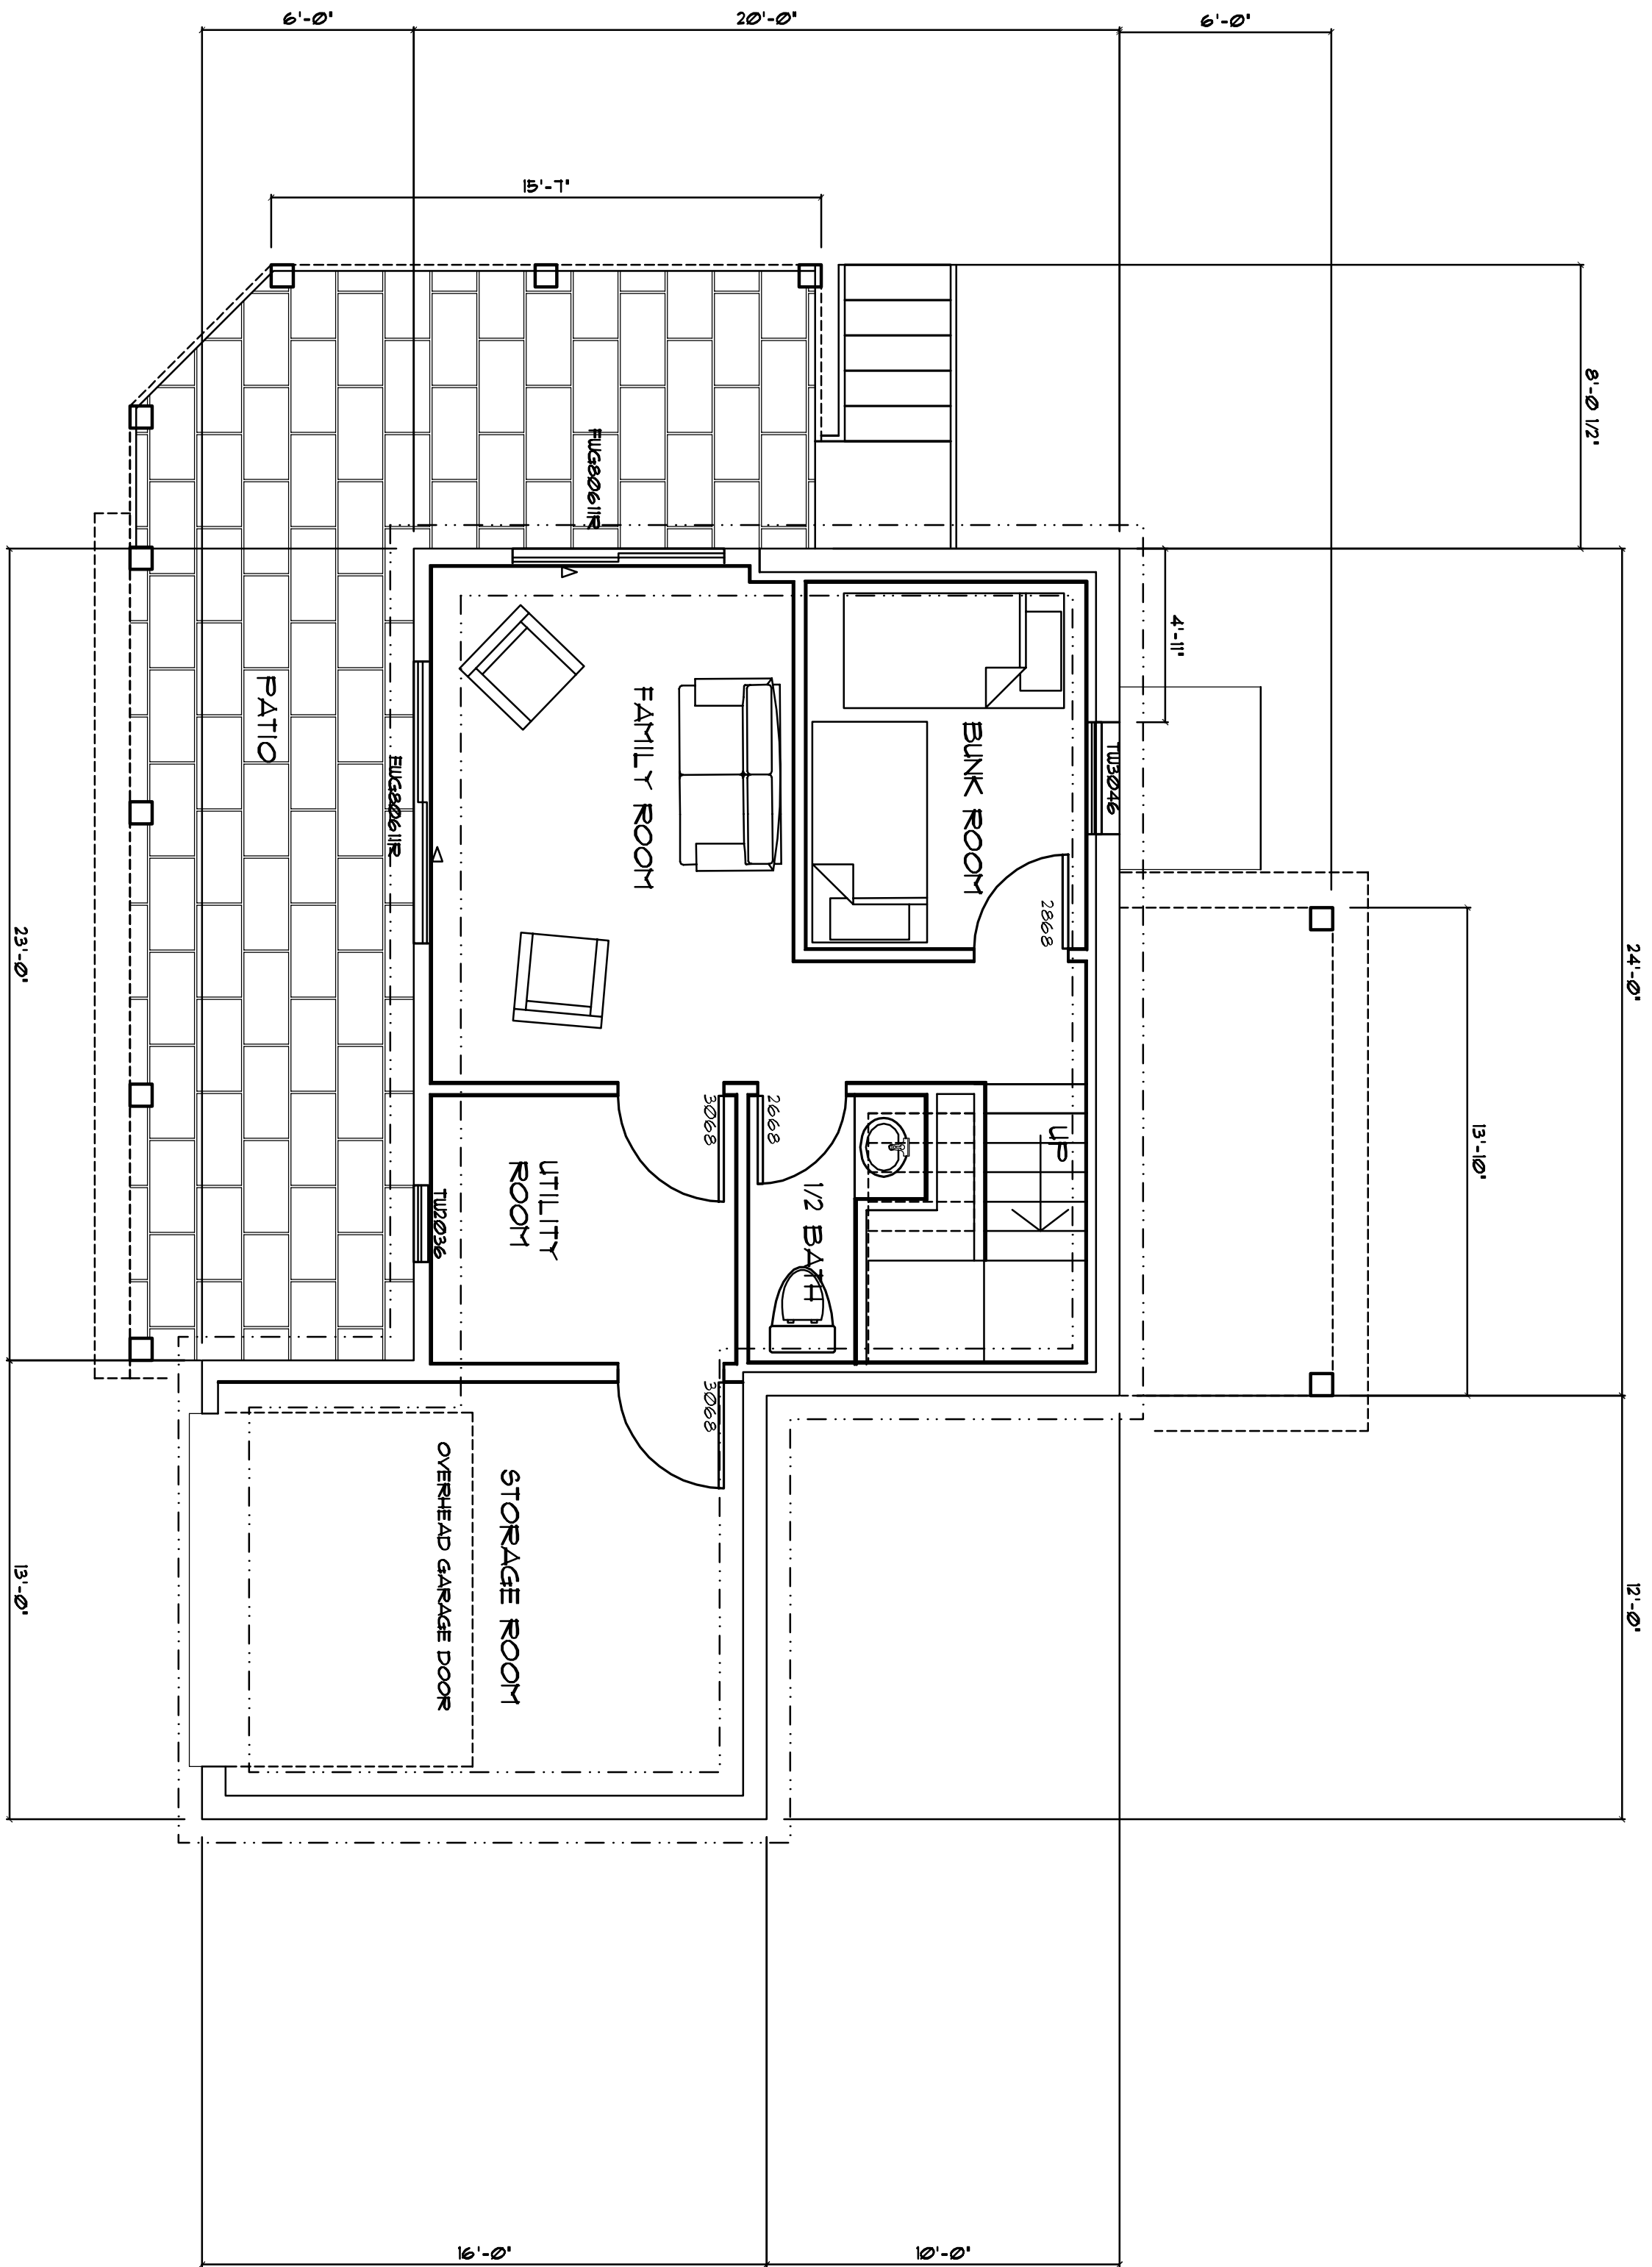 8'-0 1/2"
24'-0"
12'-0"
13'-10"
4'-11"
6'-0"
20'-0"
6'-0"
15'-7"
TW3046
2868
UP
BUNK ROOM
1/2 BATH
2668
3068
3068
FAMILY ROOM
FWG80611R
UTILITY
ROOM
STORAGE ROOM
OVERHEAD GARAGE DOOR
TW2036
FWG80611R
PATIO
23'-0"
13'-0"
10'-0"
16'-0"